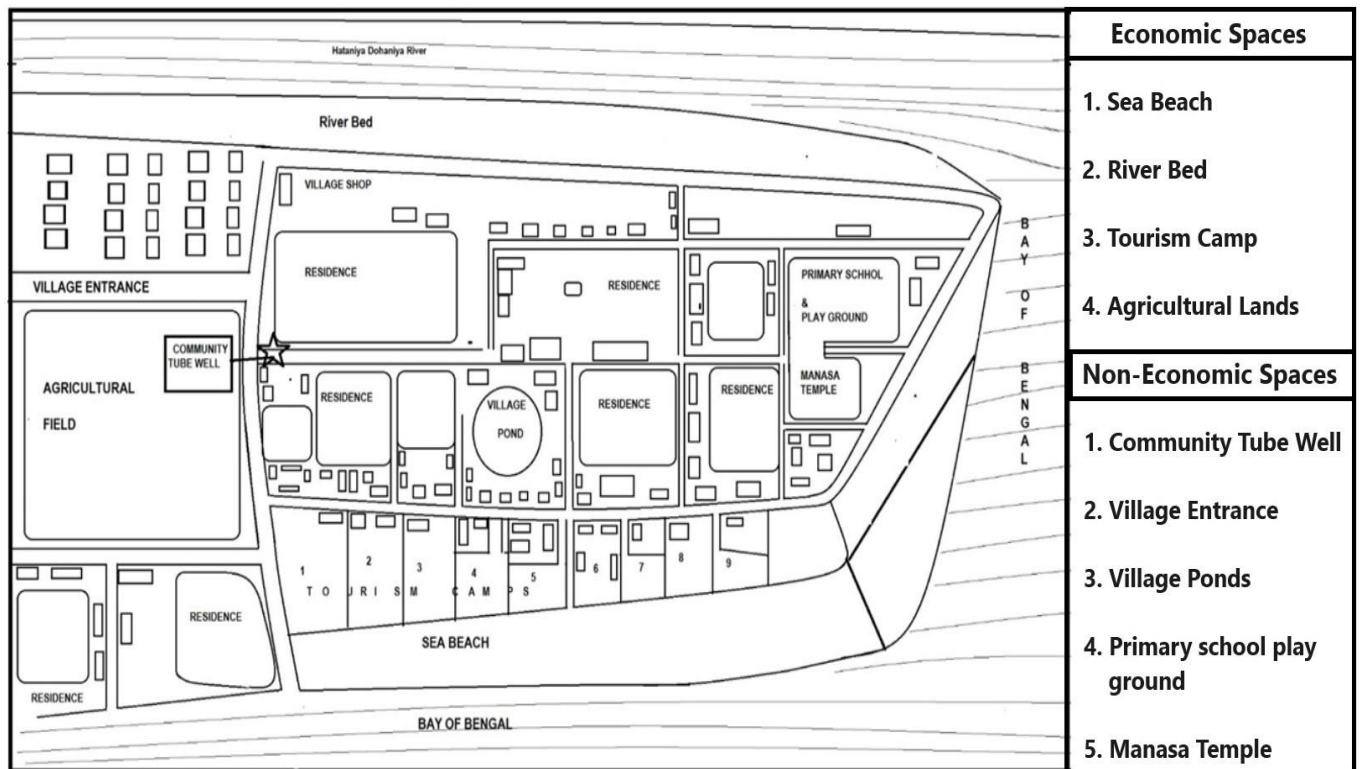 Hataniya Dohaniya River
River Bed
VILLAGE SHOP
RESIDENCE
RESIDENCE
PRIMARY SCHHOL
&
PLAY GROUND
BAY OF BENGAL
VILLAGE ENTRANCE
COMMUNITY
TUBE WELL
AGRICULTURAL
FIELD
RESIDENCE
VILLAGE
POND
RESIDENCE
RESIDENCE
MANASA
TEMPLE
1
2
3
4
5
6
7
8
9
TOURISM CAMPS
RESIDENCE
RESIDENCE
SEA BEACH
BAY OF BENGAL
Economic Spaces
1. Sea Beach
2. River Bed
3. Tourism Camp
4. Agricultural Lands
Non-Economic Spaces
1. Community Tube Well
2. Village Entrance
3. Village Ponds
4. Primary school play
ground
5. Manasa Temple